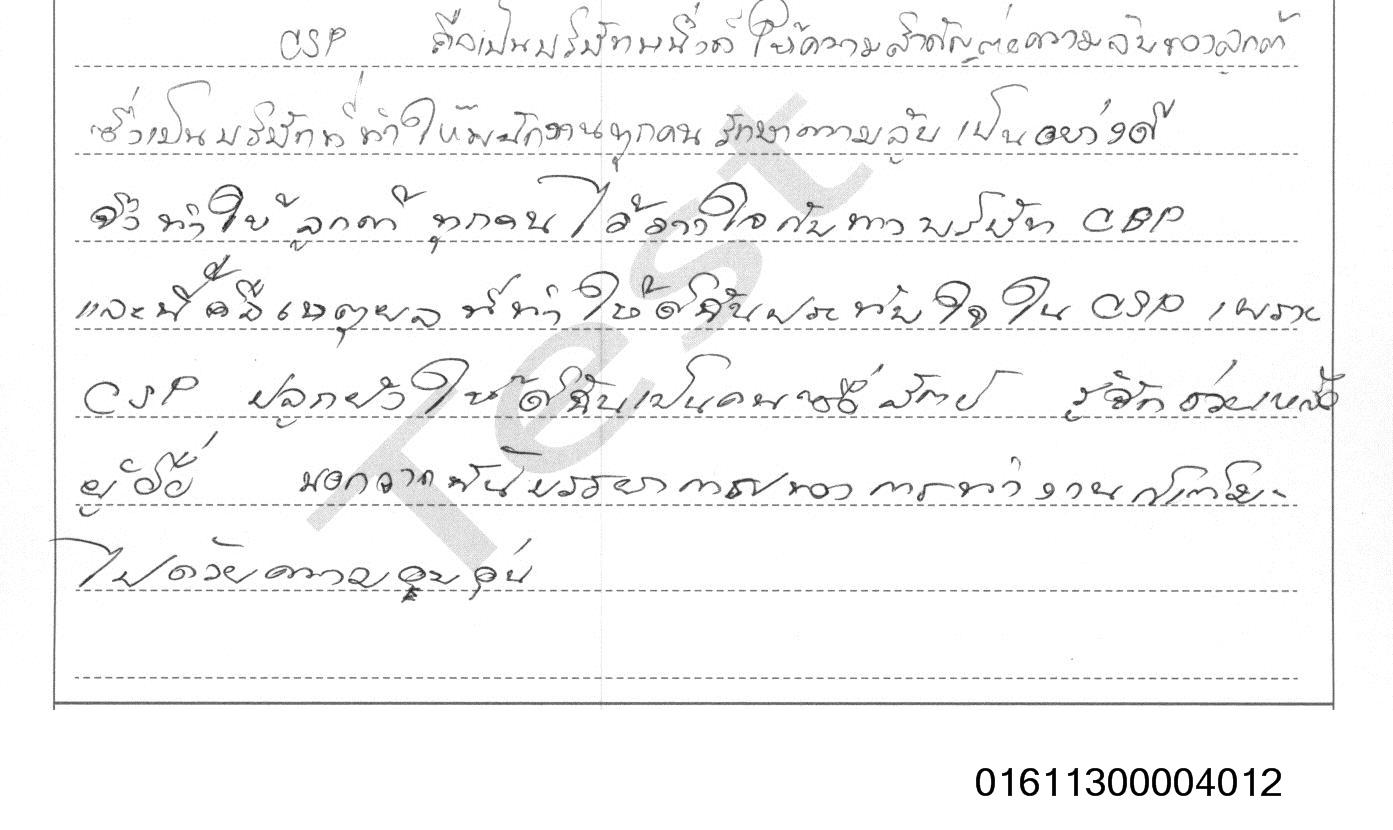 CSP ถือเป็นบริษัทหนึ่งที่ให้ความสำคัญต่อความลับของลูกค้า
ซึ่งเป็นบริษัทที่ทำให้พนักงานทุกคนรักษาความลับเป็นอย่างดี
จึงทำให้ลูกค้าทุกคนไว้วางใจกับทางบริษัท CSP
และนี้คือเหตุผลที่ทำให้ดิฉันประทับใจใน CSP เพราะ
CSP ปลูกฝังให้ดิฉันเป็นคนซื่อสัตย์ รู้จักช่วยเหลือ
ผู้อื่น นอกจากนั้นบรรยากาศของการทำงาน
ไปด้วยความอบอุ่น
Test
01611300004012